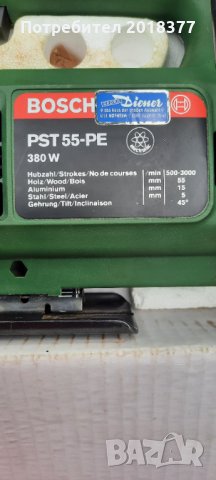 Потребител 2018377
Diener
BOSCH
PST 55-PE
380 W
Hubzahl/Strokes/No de courses /min 500-3000
Holz/Wood/Bois mm 55
Aluminium mm 15
Stahl/Steel/Acier mm 5
Gehrung/Tilt/Inclinaison 45°
bazar